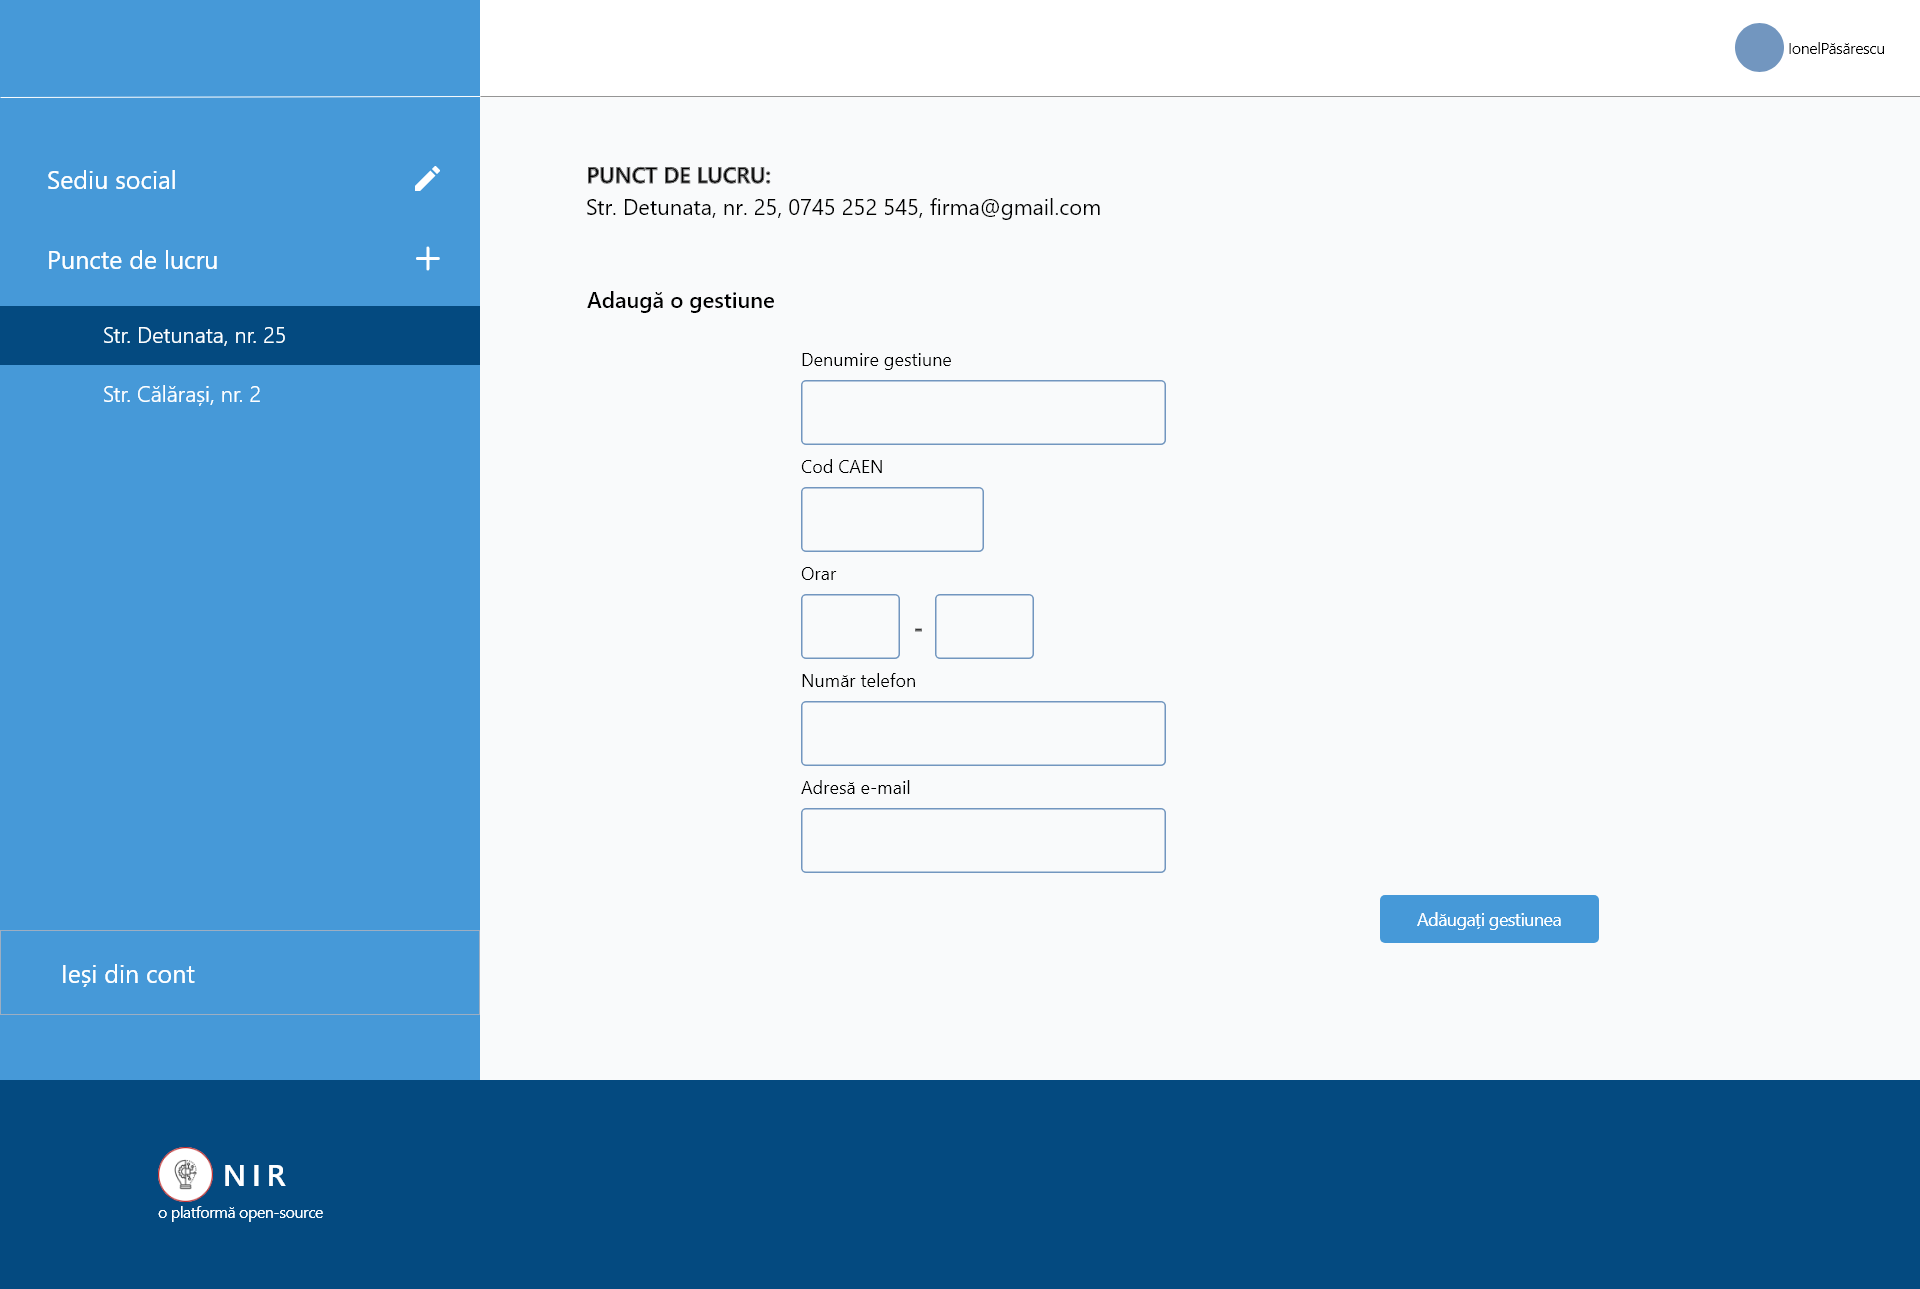 IonelPăsărescu
Sediu social
Puncte de lucru
Str. Detunata, nr. 25
Str. Călărași, nr. 2
Ieși din cont
PUNCT DE LUCRU:
Str. Detunata, nr. 25, 0745 252 545, firma@gmail.com
Adaugă o gestiune
Denumire gestiune
Cod CAEN
Orar
-
Număr telefon
Adresă e-mail
Adăugați gestiunea
NIR
o platformă open-source